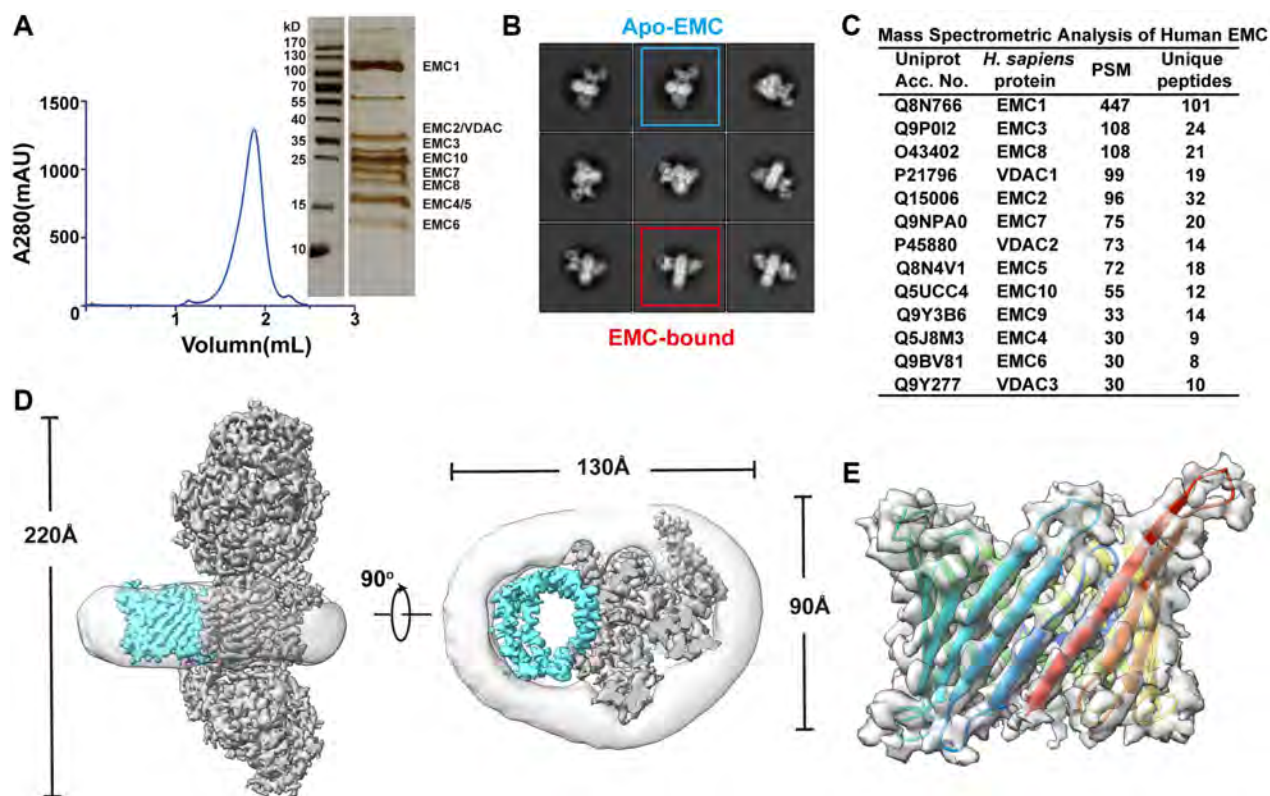 A
kD
170
130
100
70
55
40
35
25
15
10
EMC1
EMC2/VDAC
EMC3
EMC10
EMC7
EMC8
EMC4/5
EMC6
A280(mAU)
1500
1000
500
0
1 2 3
Volumn(mL)
B
Apo-EMC
EMC-bound
C
Mass Spectrometric Analysis of Human EMC
Uniprot H. sapiens PSM Unique
Acc. No. protein peptides
Q8N766 EMC1 447 101
Q9P0I2 EMC3 108 24
O43402 EMC8 108 21
P21796 VDAC1 99 19
Q15006 EMC2 96 32
Q9NPA0 EMC7 75 20
P45880 VDAC2 73 14
Q8N4V1 EMC5 72 18
Q5UCC4 EMC10 55 12
Q9Y3B6 EMC9 33 14
Q5J8M3 EMC4 30 9
Q9BV81 EMC6 30 8
Q9Y277 VDAC3 30 10
D
220Å
90°
130Å
90Å
E